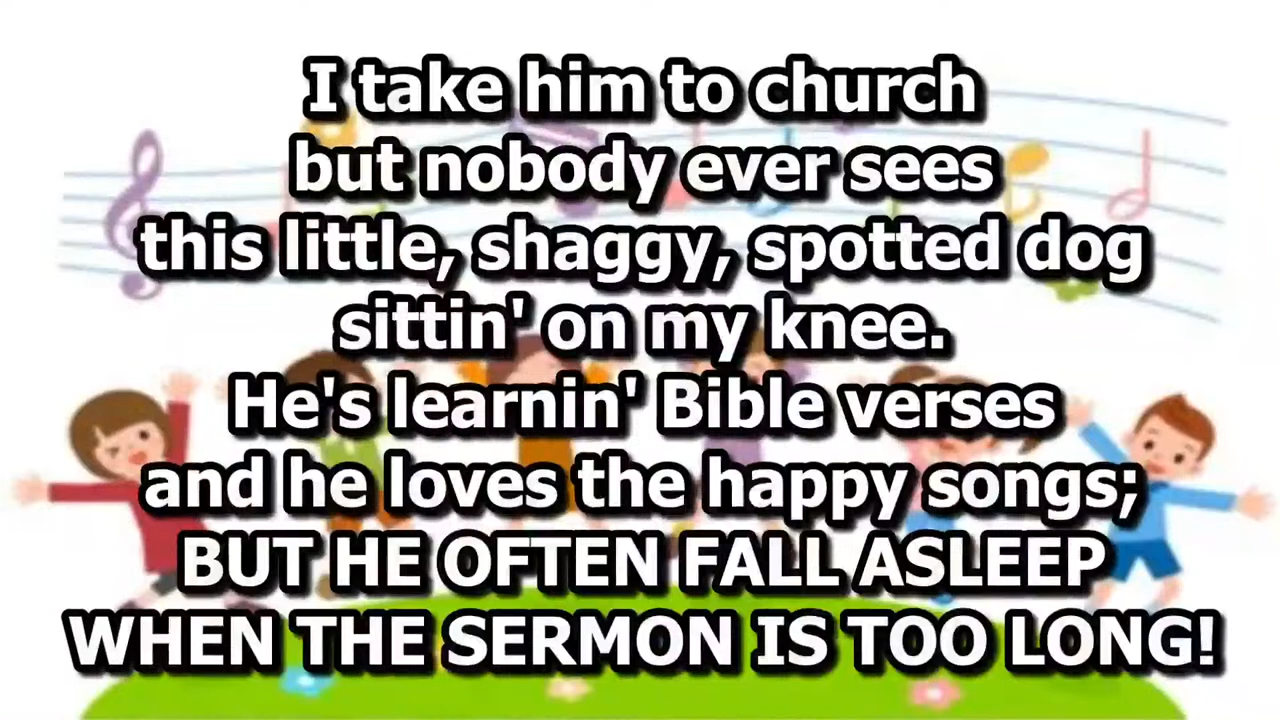 I take him to church
but nobody ever sees
this little, shaggy, spotted dog
sittin' on my knee.
He's learnin' Bible verses
and he loves the happy songs;
BUT HE OFTEN FALL ASLEEP
WHEN THE SERMON IS TOO LONG!